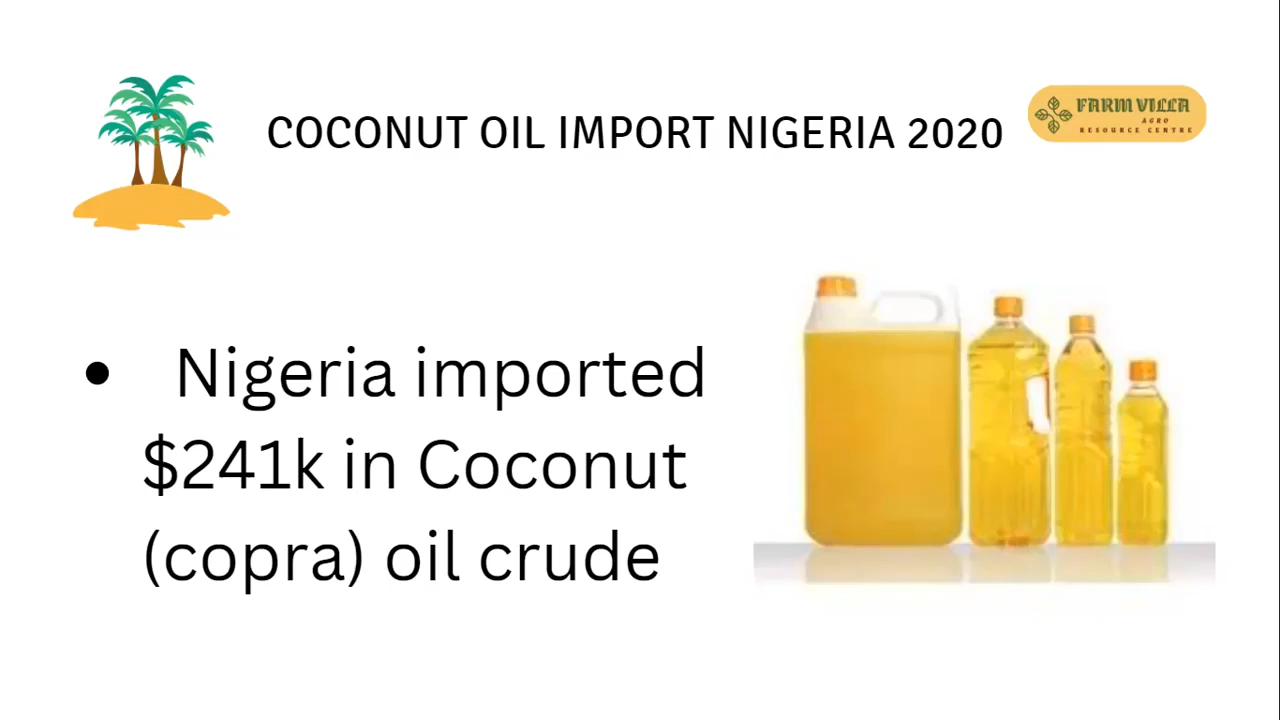 COCONUT OIL IMPORT NIGERIA 2020
FARM VILLA
AGRO
RESOURCE CENTRE
• Nigeria imported
$241k in Coconut
(copra) oil crude